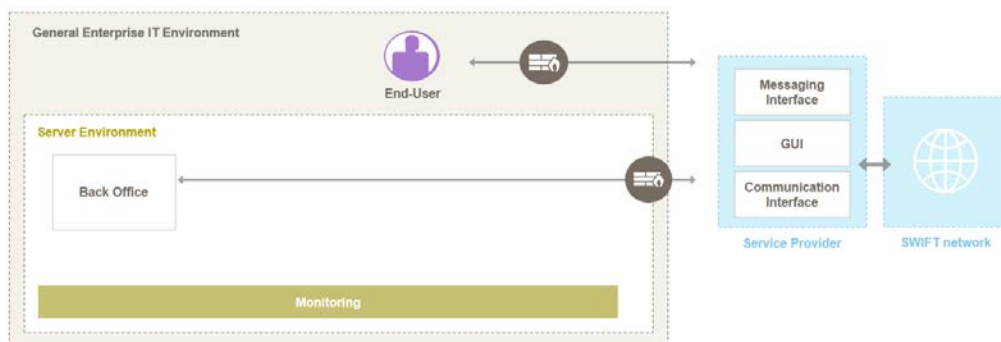 General Enterprise IT Environment
End-User
Server Environment
Back Office
Monitoring
Messaging
Interface
GUI
Communication
Interface
Service Provider
SWIFT network